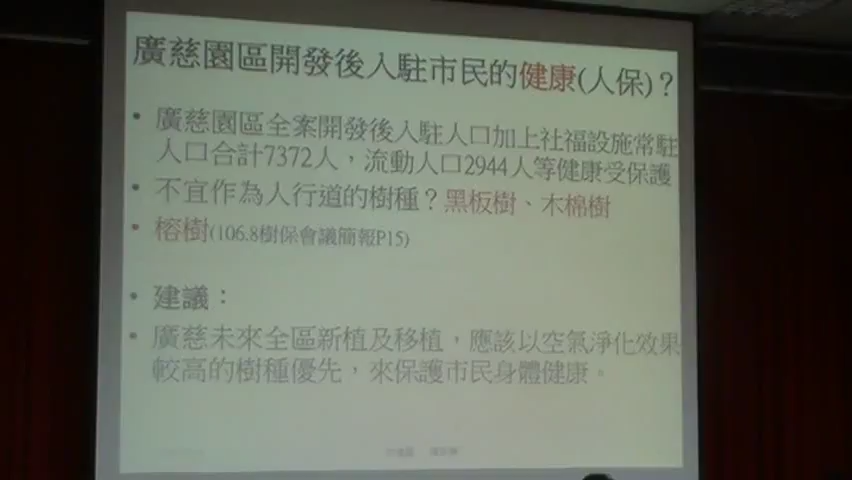 廣慈園區開發後入駐市民的健康(人保)？
• 廣慈園區全案開發後入駐人口加上社福設施常駐
人口合計7372人，流動人口2944人等健康受保護
• 不宜作為人行道的樹種？黑板樹、木棉樹
• 榕樹(106.8樹保會議簡報P15)
• 建議：
• 廣慈未來全區新植及移植，應該以空氣淨化效果
較高的樹種優先，來保護市民身體健康。